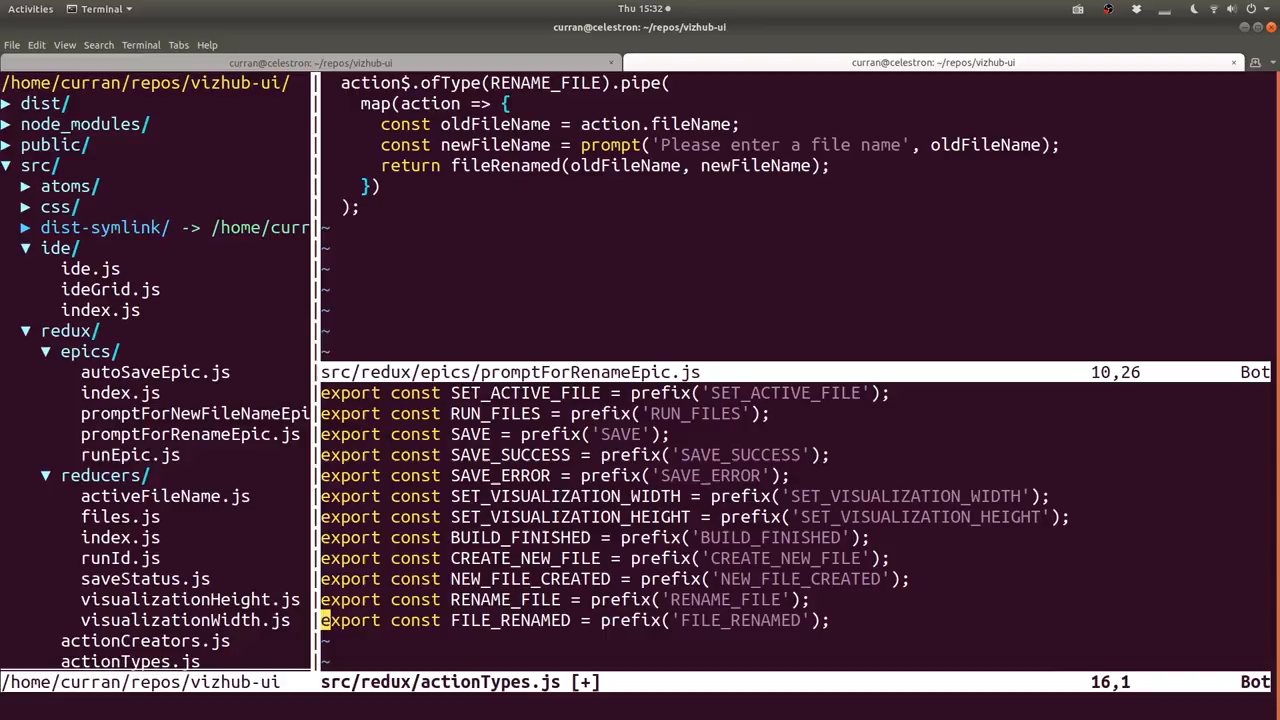 Activities Terminal Thu 15:32
curran@celestron: ~/repos/vizhub-ui
File Edit View Search Terminal Tabs Help
curran@celestron: ~/repos/vizhub-ui × curran@celestron: ~/repos/vizhub-ui ×
/home/curran/repos/vizhub-ui/
▶ dist/
▶ node_modules/
▶ public/
▼ src/
▶ atoms/
▶ css/
▶ dist-symlink/ -> /home/curr
▼ ide/
ide.js
ideGrid.js
index.js
▼ redux/
▼ epics/
autoSaveEpic.js
index.js
promptForNewFileNameEpi
promptForRenameEpic.js
runEpic.js
▼ reducers/
activeFileName.js
files.js
index.js
runId.js
saveStatus.js
visualizationHeight.js
visualizationWidth.js
actionCreators.js
actionTypes.js
/home/curran/repos/vizhub-ui
action$.ofType(RENAME_FILE).pipe(
map(action => {
const oldFileName = action.fileName;
const newFileName = prompt('Please enter a file name', oldFileName);
return fileRenamed(oldFileName, newFileName);
})
);
~
~
~
~
~
~
~
src/redux/epics/promptForRenameEpic.js 10,26 Bot
export const SET_ACTIVE_FILE = prefix('SET_ACTIVE_FILE');
export const RUN_FILES = prefix('RUN_FILES');
export const SAVE = prefix('SAVE');
export const SAVE_SUCCESS = prefix('SAVE_SUCCESS');
export const SAVE_ERROR = prefix('SAVE_ERROR');
export const SET_VISUALIZATION_WIDTH = prefix('SET_VISUALIZATION_WIDTH');
export const SET_VISUALIZATION_HEIGHT = prefix('SET_VISUALIZATION_HEIGHT');
export const BUILD_FINISHED = prefix('BUILD_FINISHED');
export const CREATE_NEW_FILE = prefix('CREATE_NEW_FILE');
export const NEW_FILE_CREATED = prefix('NEW_FILE_CREATED');
export const RENAME_FILE = prefix('RENAME_FILE');
export const FILE_RENAMED = prefix('FILE_RENAMED');
~
~
src/redux/actionTypes.js [+] 16,1 Bot